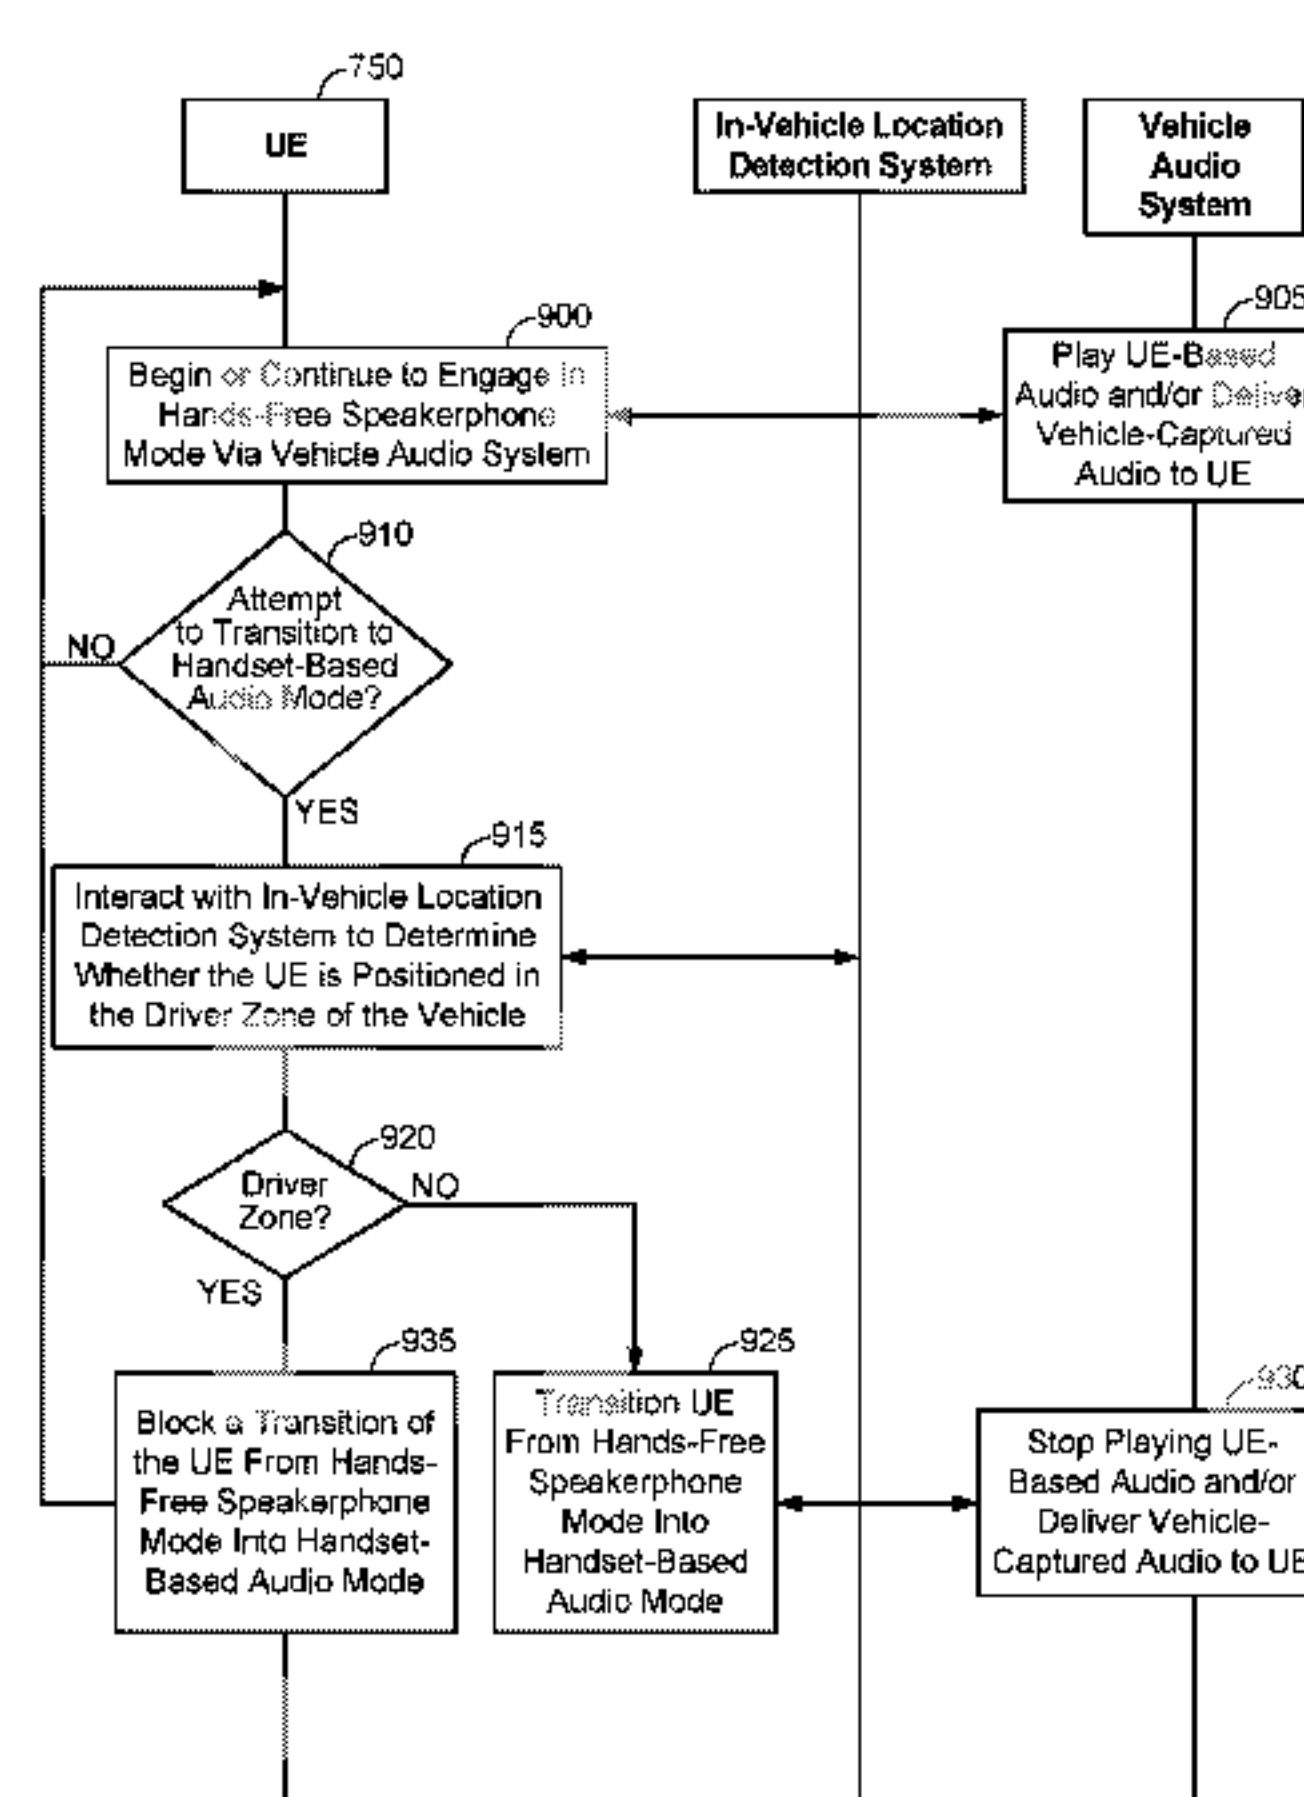 750
UE
In-Vehicle Location
Detection System
Vehicle
Audio
System
900
Begin or Continue to Engage in
Hands-Free Speakerphone
Mode Via Vehicle Audio System
905
Play UE-Based
Audio and/or Deliver
Vehicle-Captured
Audio to UE
910
Attempt
to Transition to
Handset-Based
Audio Mode?
NO
YES
915
Interact with In-Vehicle Location
Detection System to Determine
Whether the UE is Positioned in
the Driver Zone of the Vehicle
920
Driver
Zone?
NO
YES
935
Block a Transition of
the UE From Hands-
Free Speakerphone
Mode Into Handset-
Based Audio Mode
925
Transition UE
From Hands-Free
Speakerphone
Mode Into
Handset-Based
Audio Mode
930
Stop Playing UE-
Based Audio and/or
Deliver Vehicle-
Captured Audio to UE